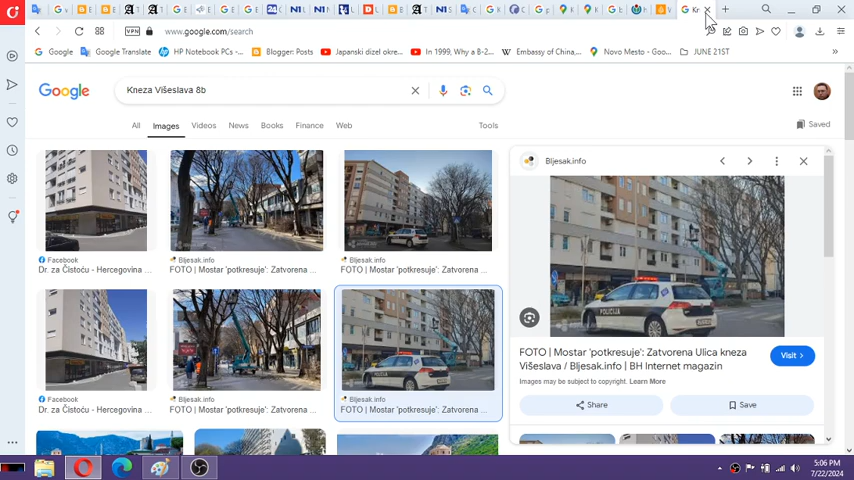 www.google.com/search
VPN
Google
Google Translate
HP Notebook PCs -...
Blogger: Posts
Japanski dizel okre...
In 1999, Why a B-2...
Embassy of China,...
Novo Mesto - Goo...
JUNE 21ST
Google
Kneza Višeslava 8b
All
Images
Videos
News
Books
Finance
Web
Tools
Saved
Facebook
Dr. za Čistoću - Hercegovina ...
Bljesak.info
FOTO | Mostar 'potkresuje': Zatvorena ...
Bljesak.info
FOTO | Mostar 'potkresuje': Zatvorena ...
Facebook
Dr. za Čistoću - Hercegovina ...
Bljesak.info
FOTO | Mostar 'potkresuje': Zatvorena ...
Bljesak.info
FOTO | Mostar 'potkresuje': Zatvorena ...
Bljesak.info
POLICIJA
FOTO | Mostar 'potkresuje': Zatvorena Ulica kneza
Višeslava / Bljesak.info | BH Internet magazin
Visit
Images may be subject to copyright. Learn More
Share
Save
5:06 PM
7/22/2024